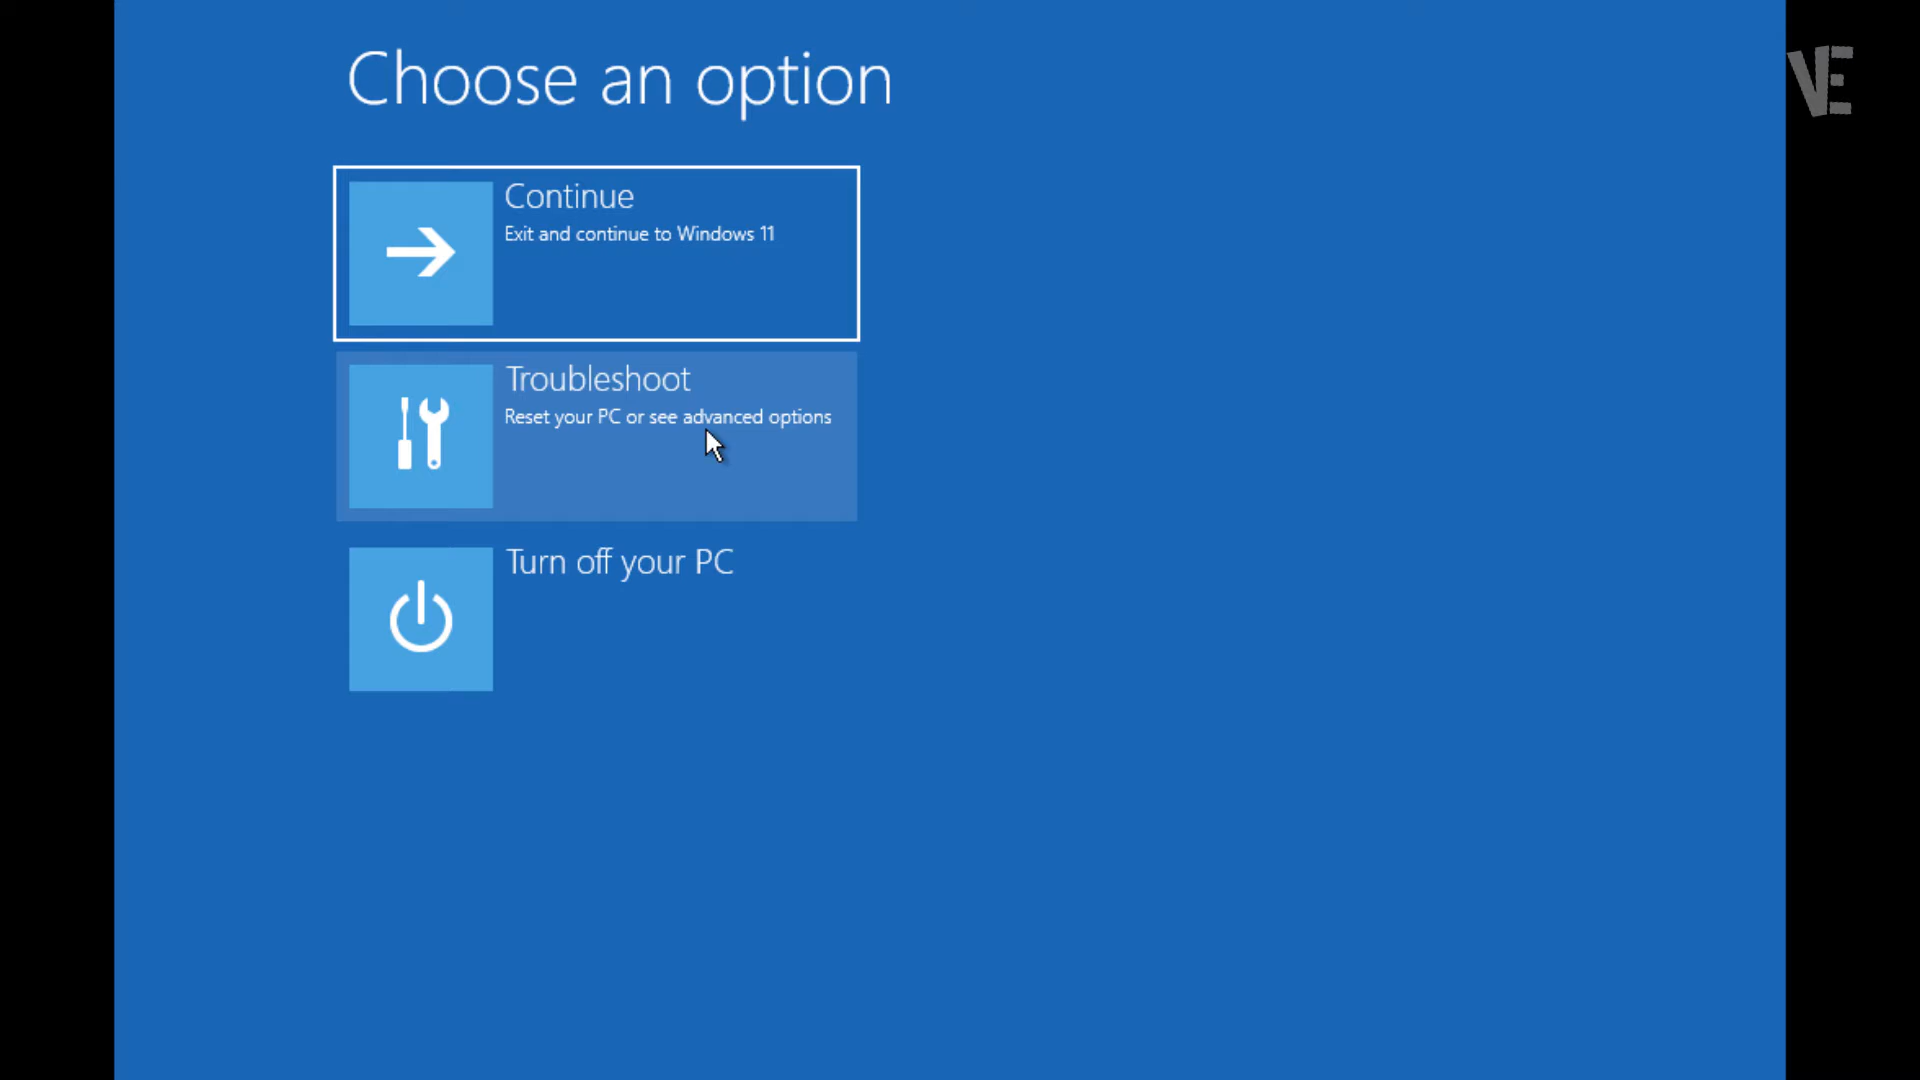 Choose an option
VE
Continue
Exit and continue to Windows 11
Troubleshoot
Reset your PC or see advanced options
Turn off your PC